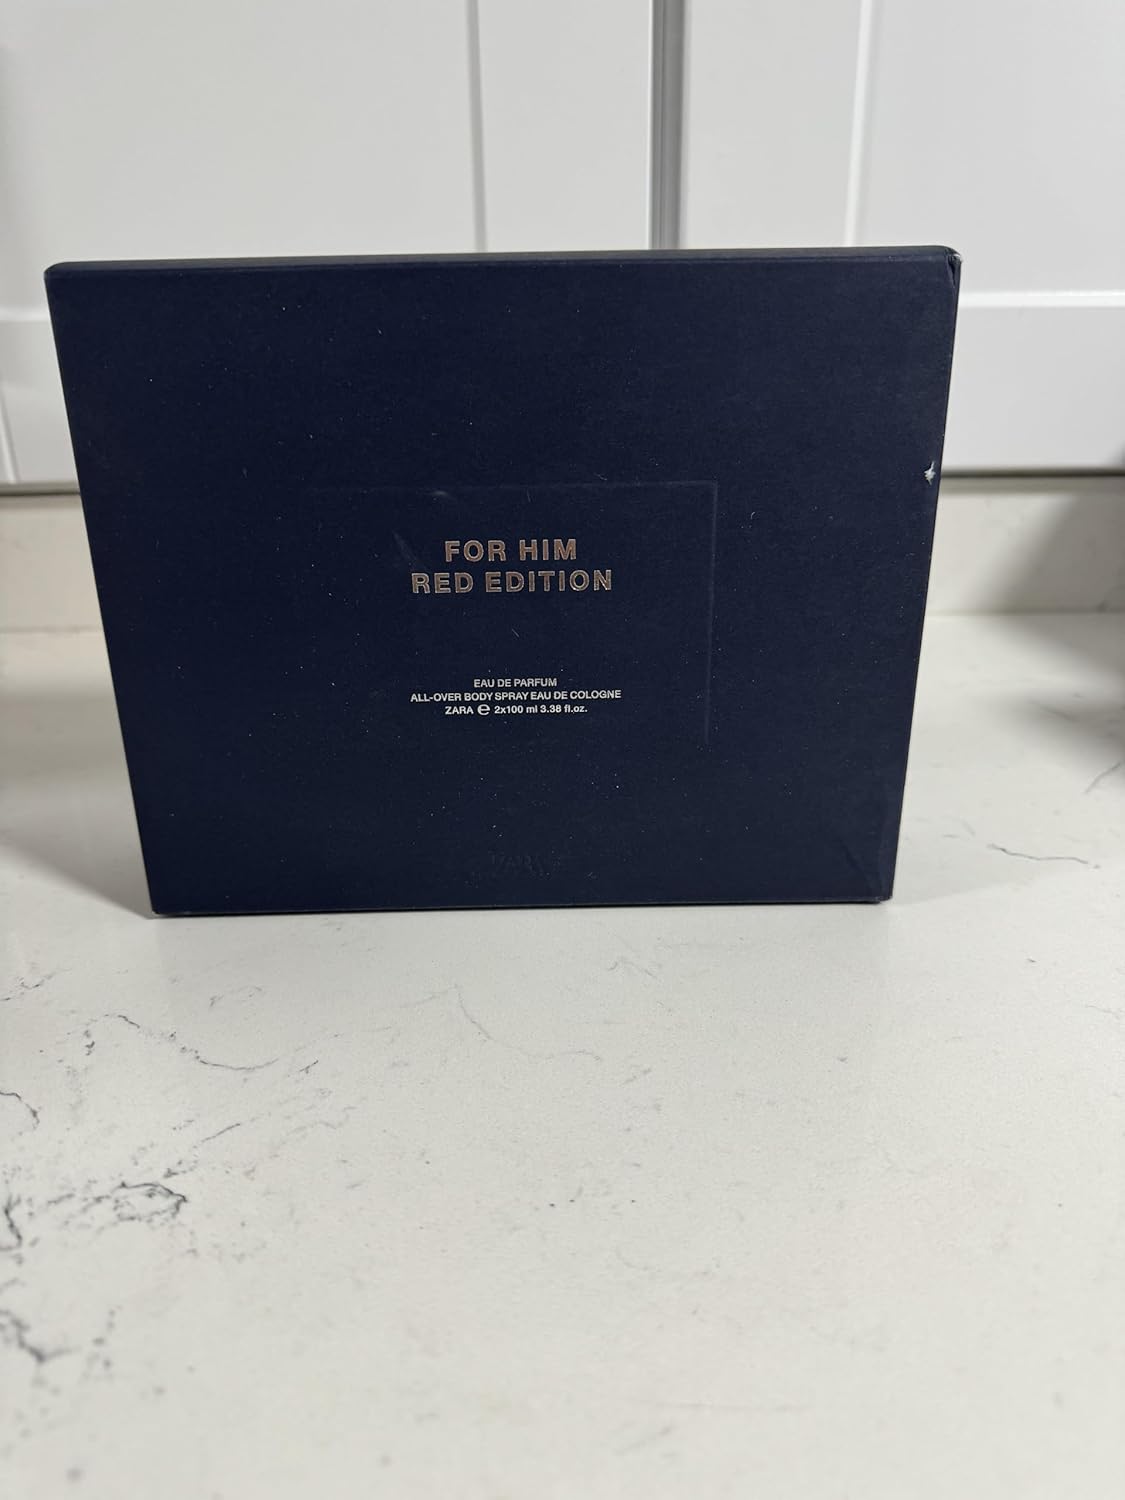 FOR HIM
RED EDITION
EAU DE PARFUM
ALL-OVER BODY SPRAY EAU DE COLOGNE
ZARA ℮ 2x100 ml 3.38 fl.oz.
ZARA